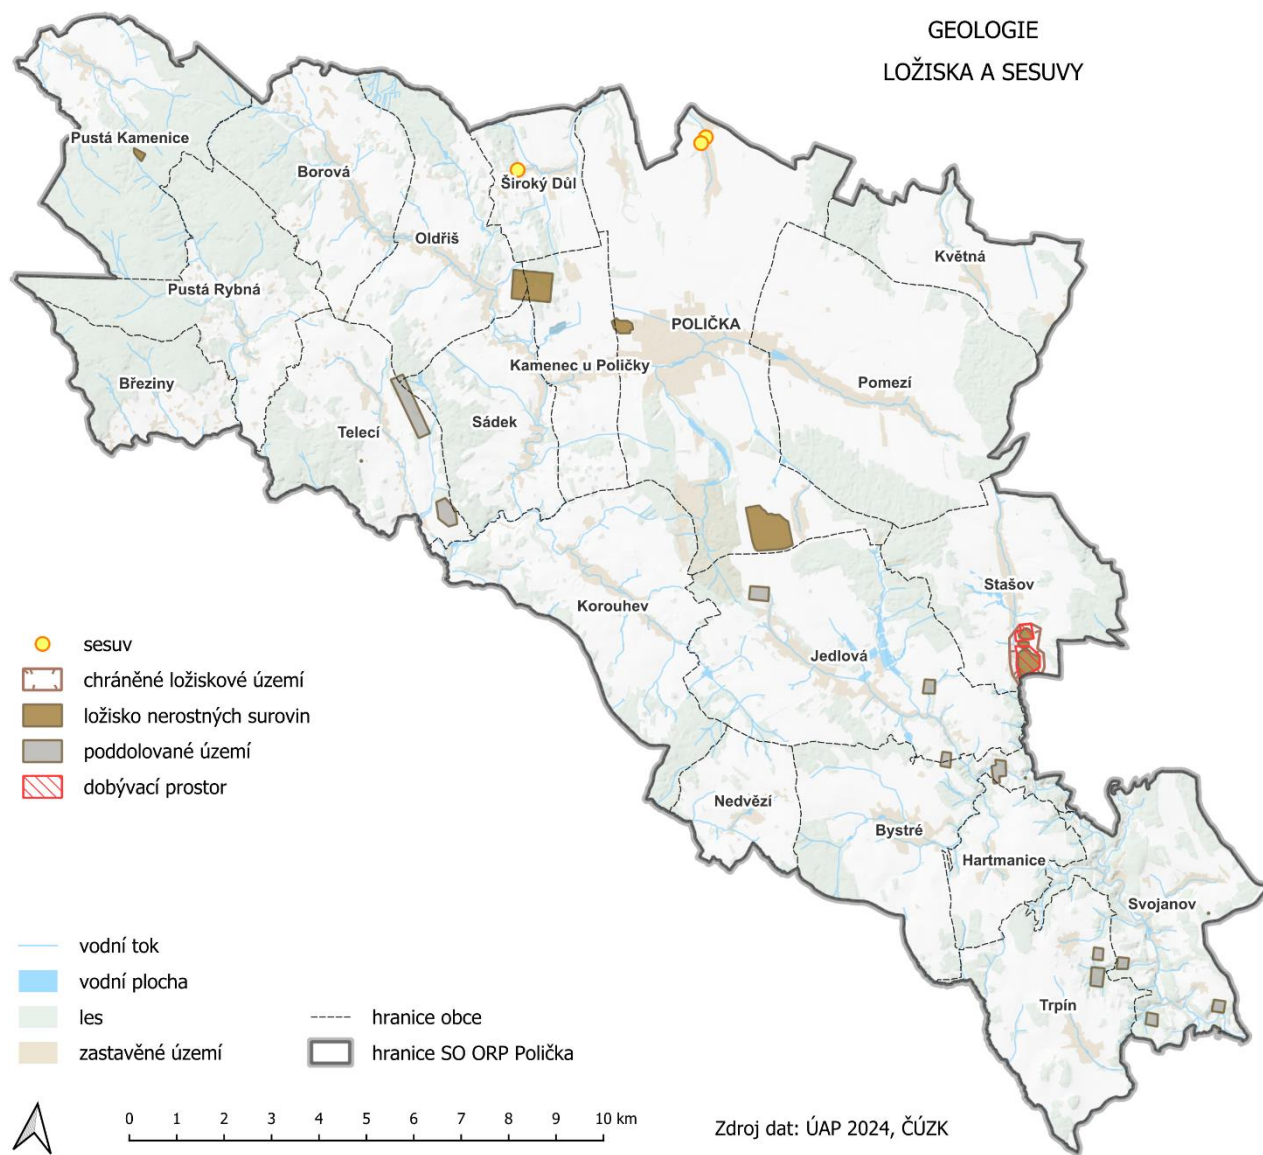 GEOLOGIE
LOŽISKA A SESUVY
Pustá Kamenice
Borová
Široký Důl
Oldřiš
Květná
Pustá Rybná
POLIČKA
Kamenec u Poličky
Březiny
Pomezí
Telecí
Sádek
Stašov
Korouhev
Jedlová
Nedvězí
Bystré
Hartmanice
Svojanov
Trpín
sesuv
chráněné ložiskové území
ložisko nerostných surovin
poddolované území
dobývací prostor
vodní tok
vodní plocha
les
zastavěné území
hranice obce
hranice SO ORP Polička
0 1 2 3 4 5 6 7 8 9 10 km
Zdroj dat: ÚAP 2024, ČÚZK